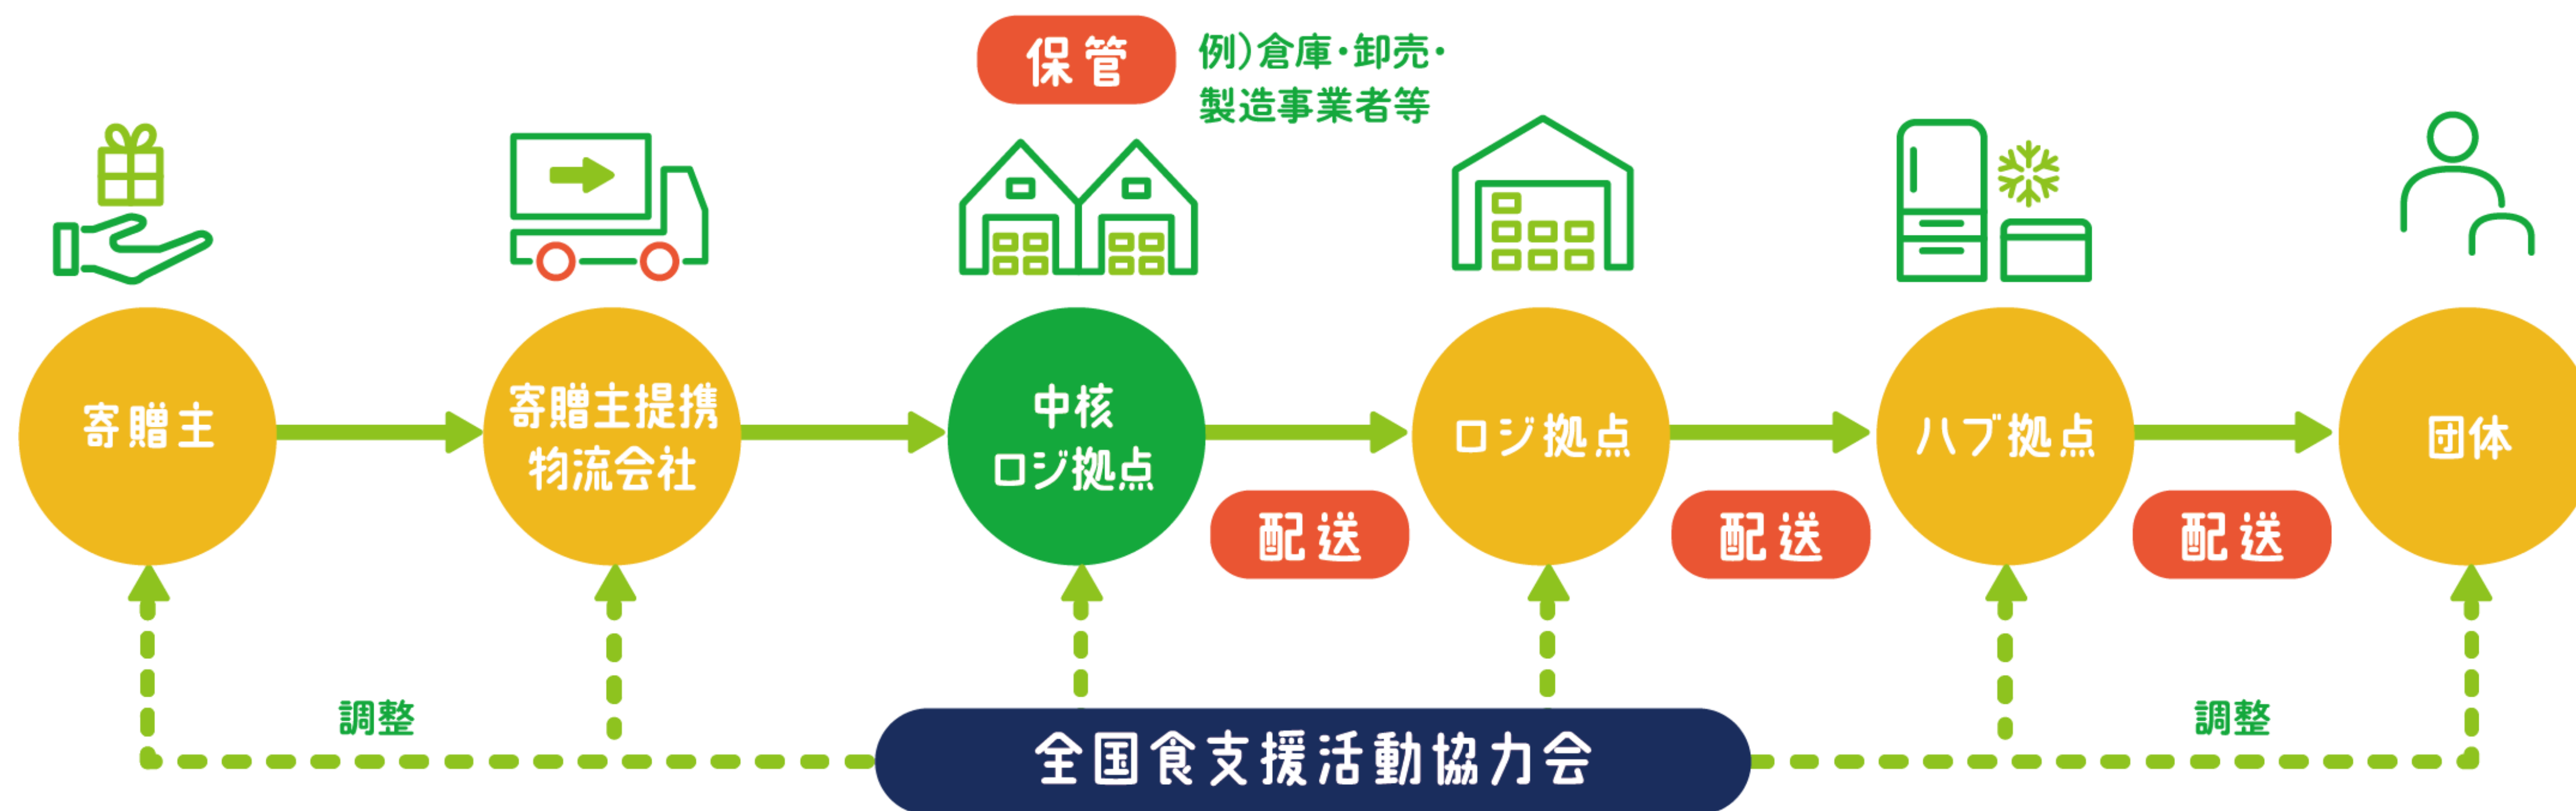 保管
例)倉庫・卸売・
製造事業者等
寄贈主
寄贈主提携
物流会社
中核
ロジ拠点
ロジ拠点
ハブ拠点
団体
配送
配送
配送
調整
調整
全国食支援活動協力会